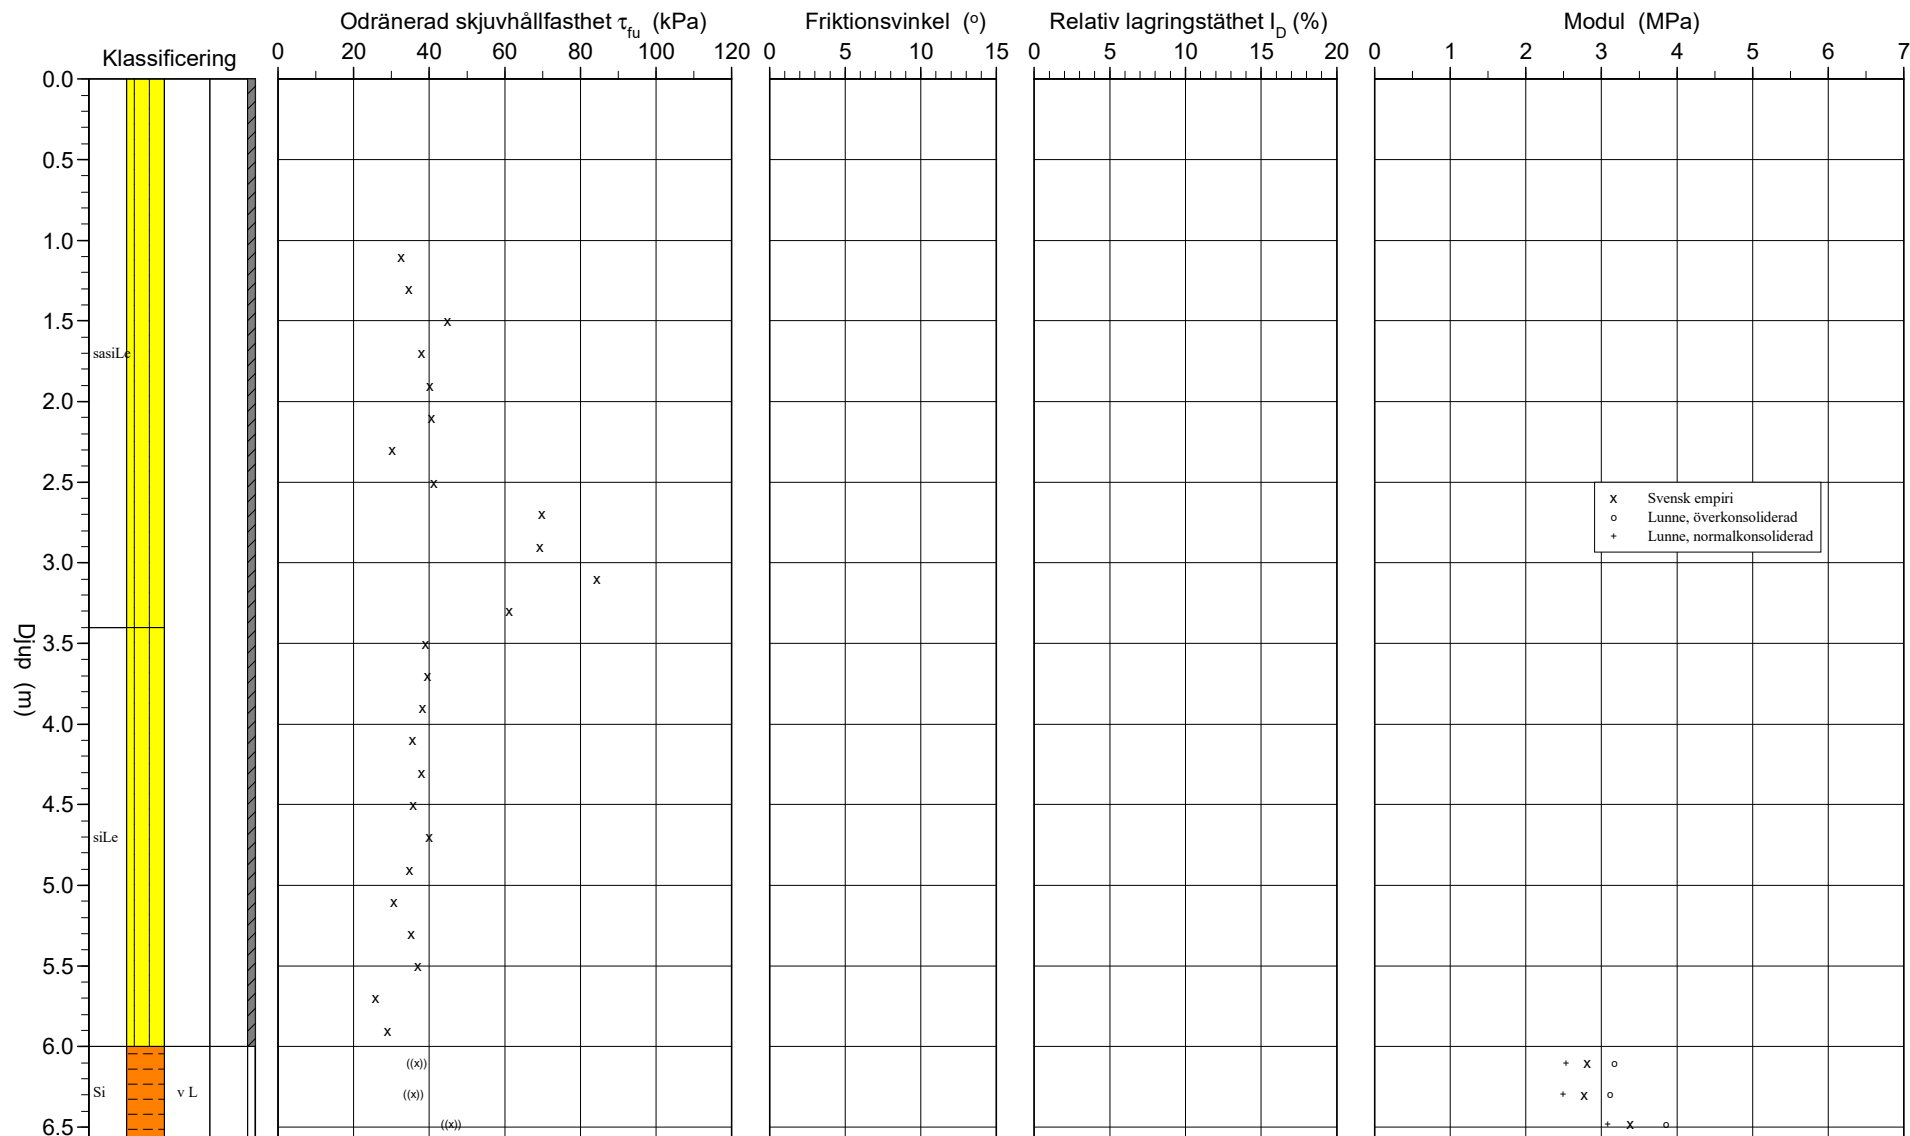 Odränerad skjuvhållfasthet τfu (kPa) Friktionsvinkel (o) Relativ lagringstäthet ID (%) Modul (MPa)
Klassificering
0 20 40 60 80 100 120 0 5 10 15 0 5 10 15 20 0 1 2 3 4 5 6 7
0.0
0.5
1.0
1.5
sasiLe
2.0
2.5
x Svensk empiri
o Lunne, överkonsoliderad
+ Lunne, normalkonsoliderad
3.0
3.5
Djup (m)
4.0
4.5
siLe
5.0
5.5
6.0
Si v L
6.5